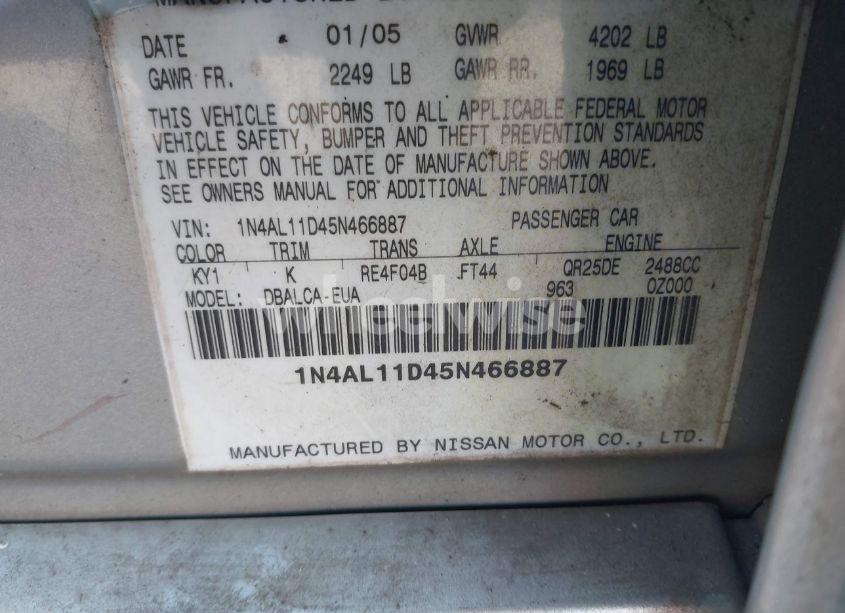 DATE 01/05 GVWR 4202 LB
GAWR FR. 2249 LB GAWR RR. 1969 LB
THIS VEHICLE CONFORMS TO ALL APPLICABLE FEDERAL MOTOR
VEHICLE SAFETY, BUMPER AND THEFT PREVENTION STANDARDS
IN EFFECT ON THE DATE OF MANUFACTURE SHOWN ABOVE.
SEE OWNERS MANUAL FOR ADDITIONAL INFORMATION
VIN: 1N4AL11D45N466887 PASSENGER CAR
COLOR TRIM TRANS AXLE ENGINE
KY1 K RE4F04B FT44 QR25DE 2488CC
MODEL: DBALCA-EUA 963 0Z000
wheelwise
1N4AL11D45N466887
MANUFACTURED BY NISSAN MOTOR CO., LTD.